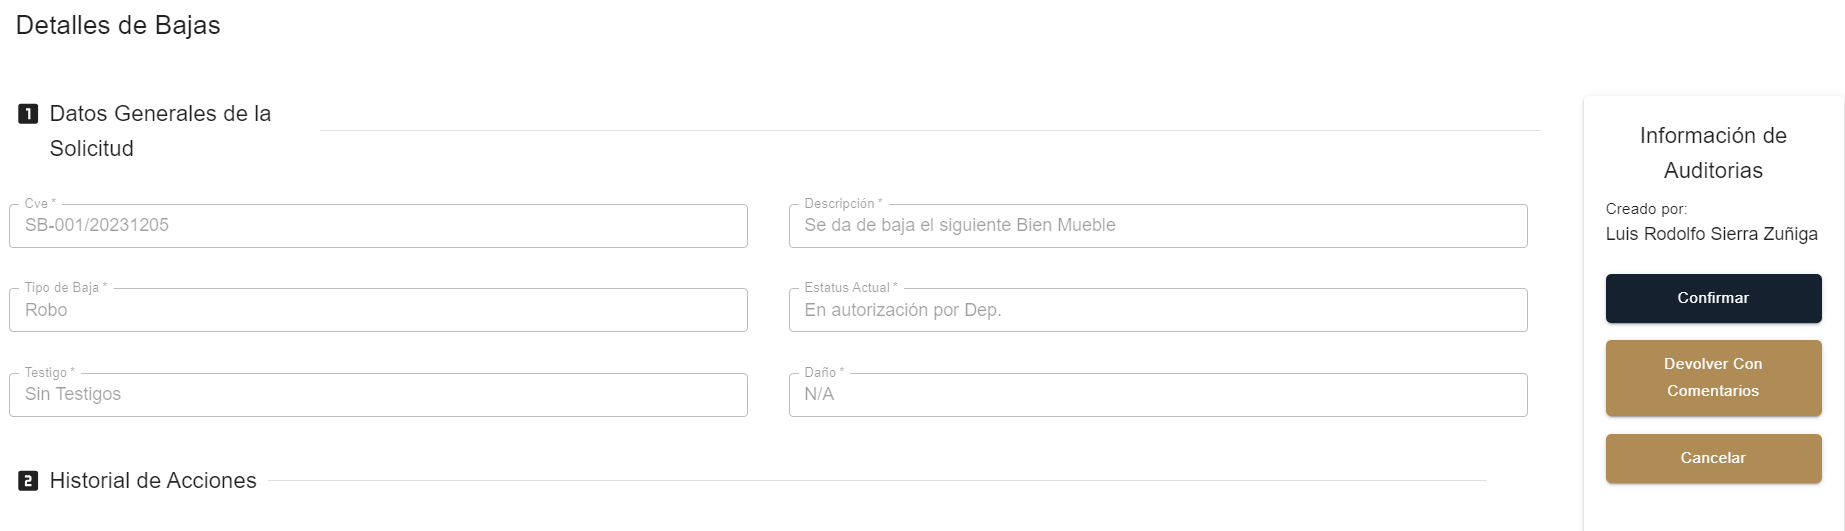 Detalles de Bajas
1 Datos Generales de la
Solicitud
Cve *
SB-001/20231205
Descripción *
Se da de baja el siguiente Bien Mueble
Tipo de Baja *
Robo
Estatus Actual *
En autorización por Dep.
Testigo *
Sin Testigos
Daño *
N/A
2 Historial de Acciones
Información de
Auditorias
Creado por:
Luis Rodolfo Sierra Zuñiga
Confirmar
Devolver Con
Comentarios
Cancelar